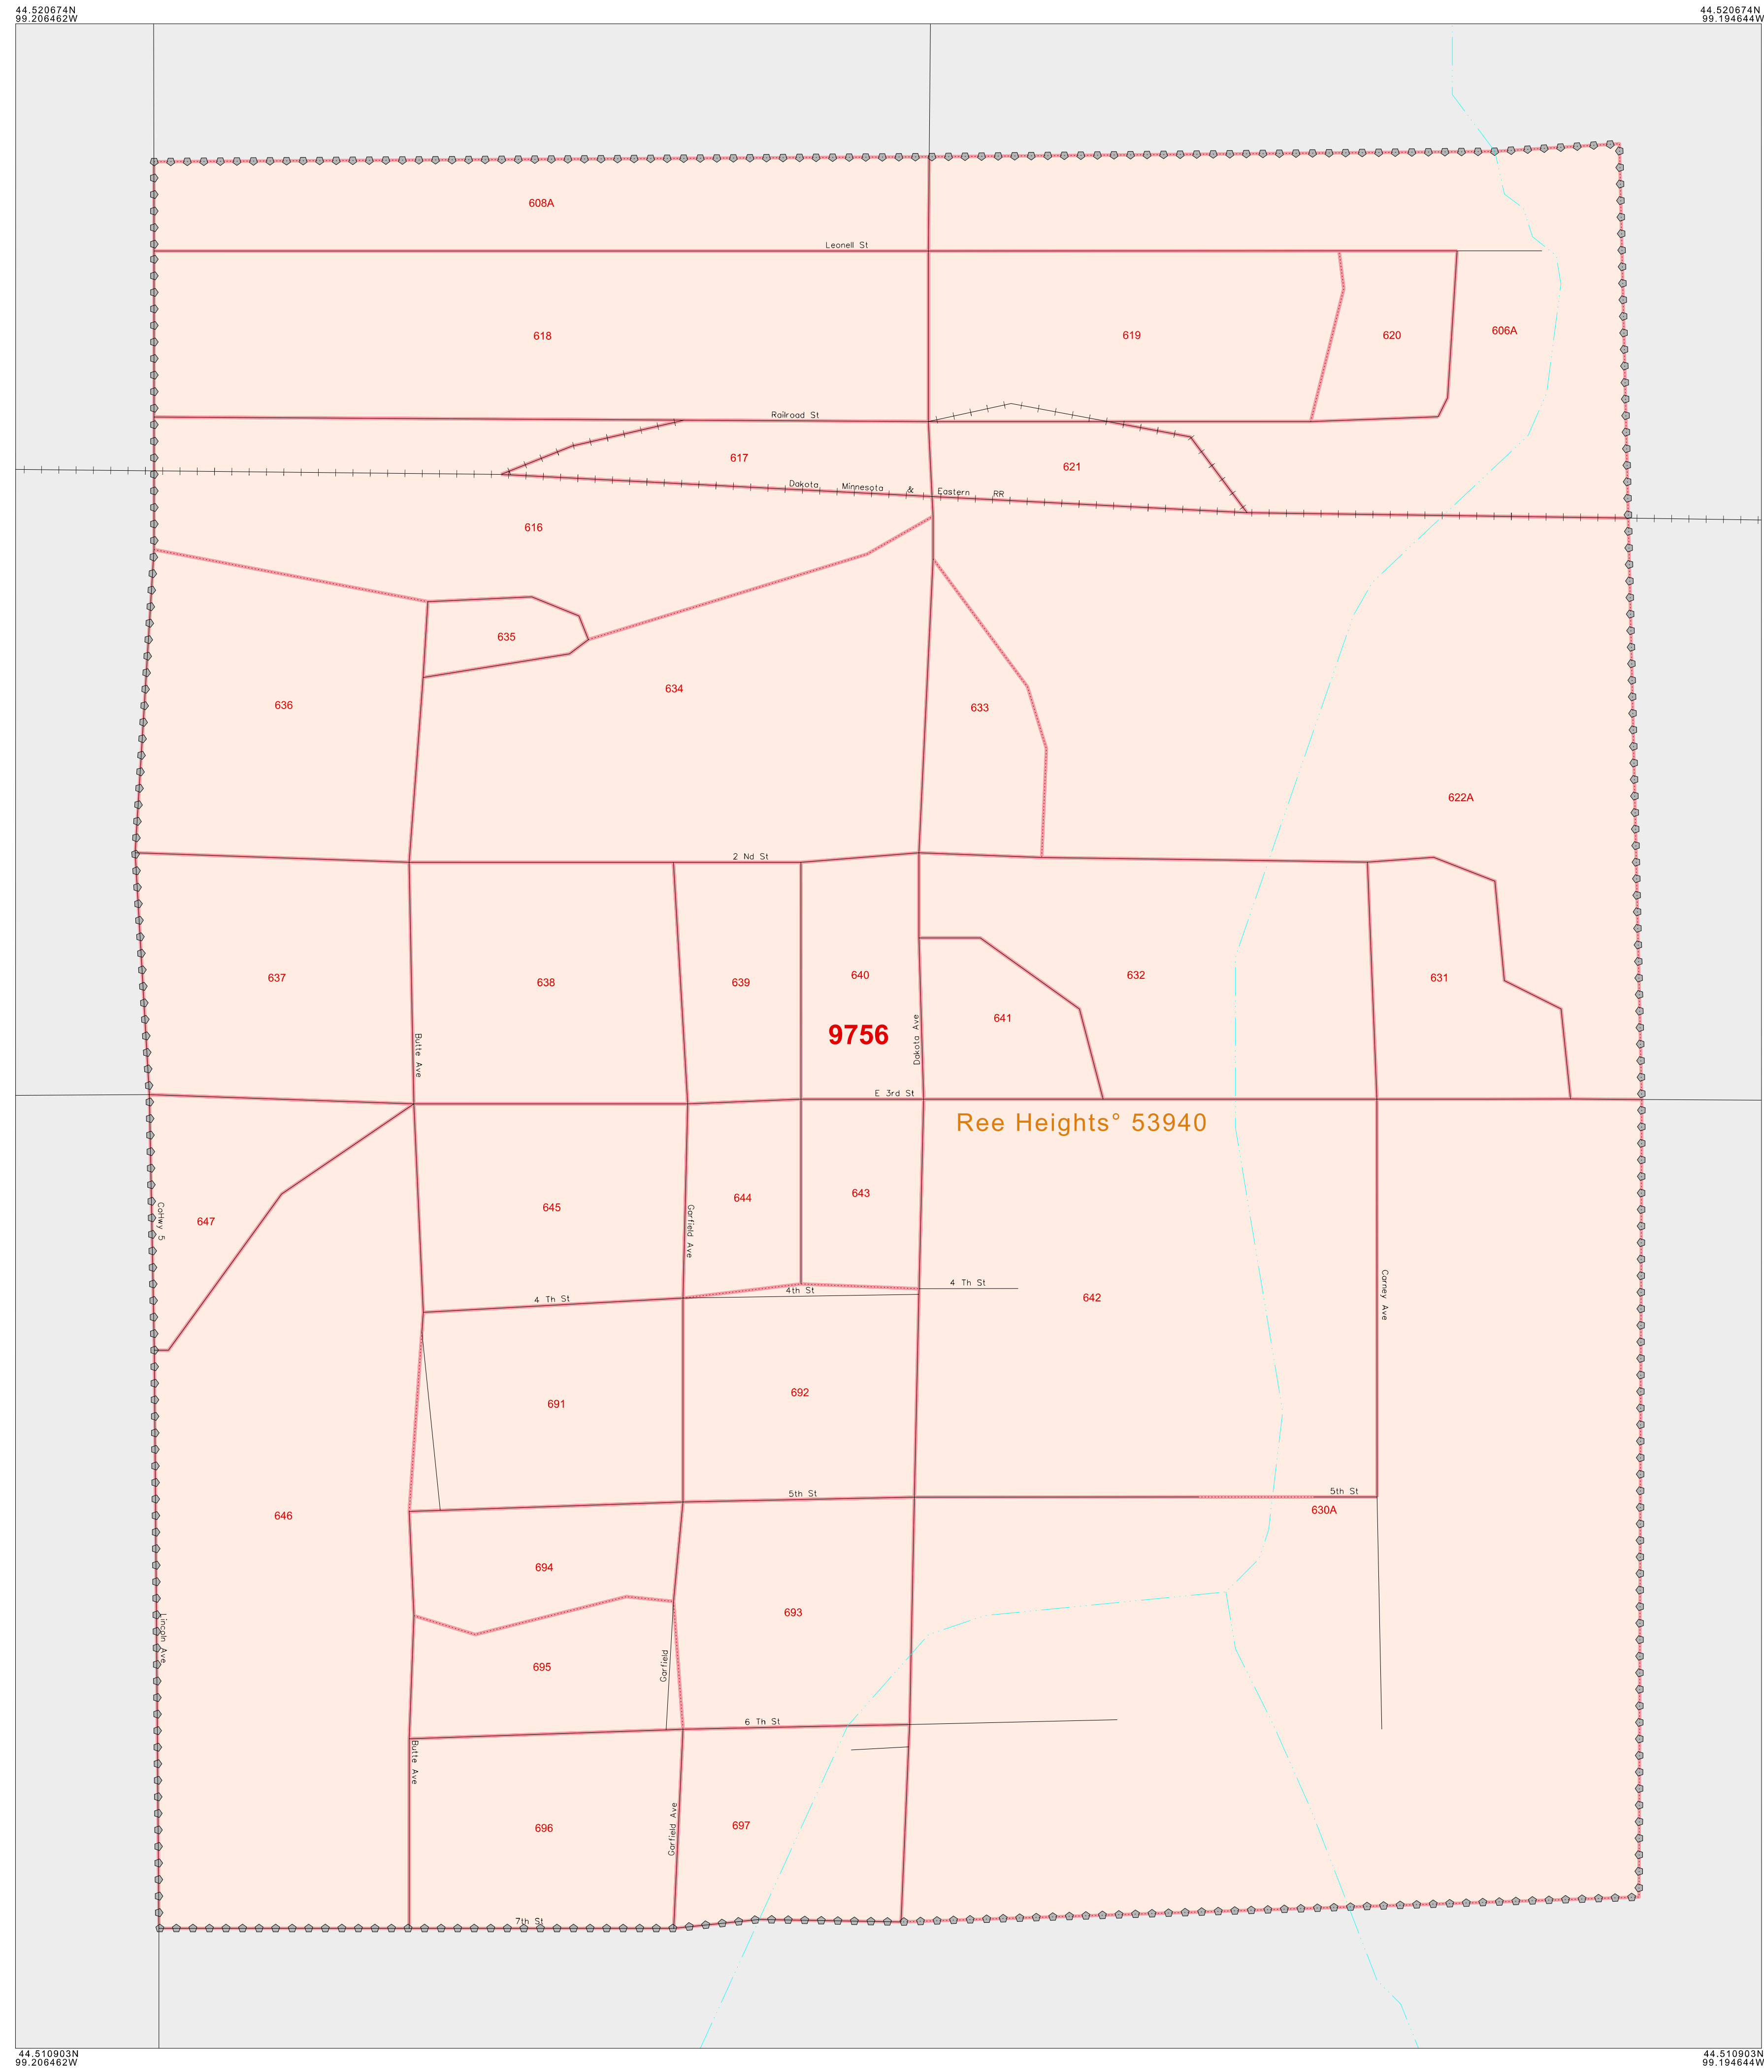 44.520674N
99.206462W
44.520674N
99.194644W
608A
Leonell St
618
619
620
606A
Railroad St
617
621
Dakota, Minnesota & Eastern RR
616
635
634
636
633
622A
2 Nd St
637
638
639
640
632
631
641
9756
Butte Ave
Dakota Ave
E 3rd St
Ree Heights° 53940
647
CoHwy 5
645
644
643
Garfield Ave
4 Th St
4th St
4 Th St
642
Carney Ave
691
692
5th St
5th St
646
630A
694
693
Lincoln Ave
695
Garfield
6 Th St
Butte Ave
696
Garfield Ave
697
7th St
44.510903N
99.206462W
44.510903N
99.194644W